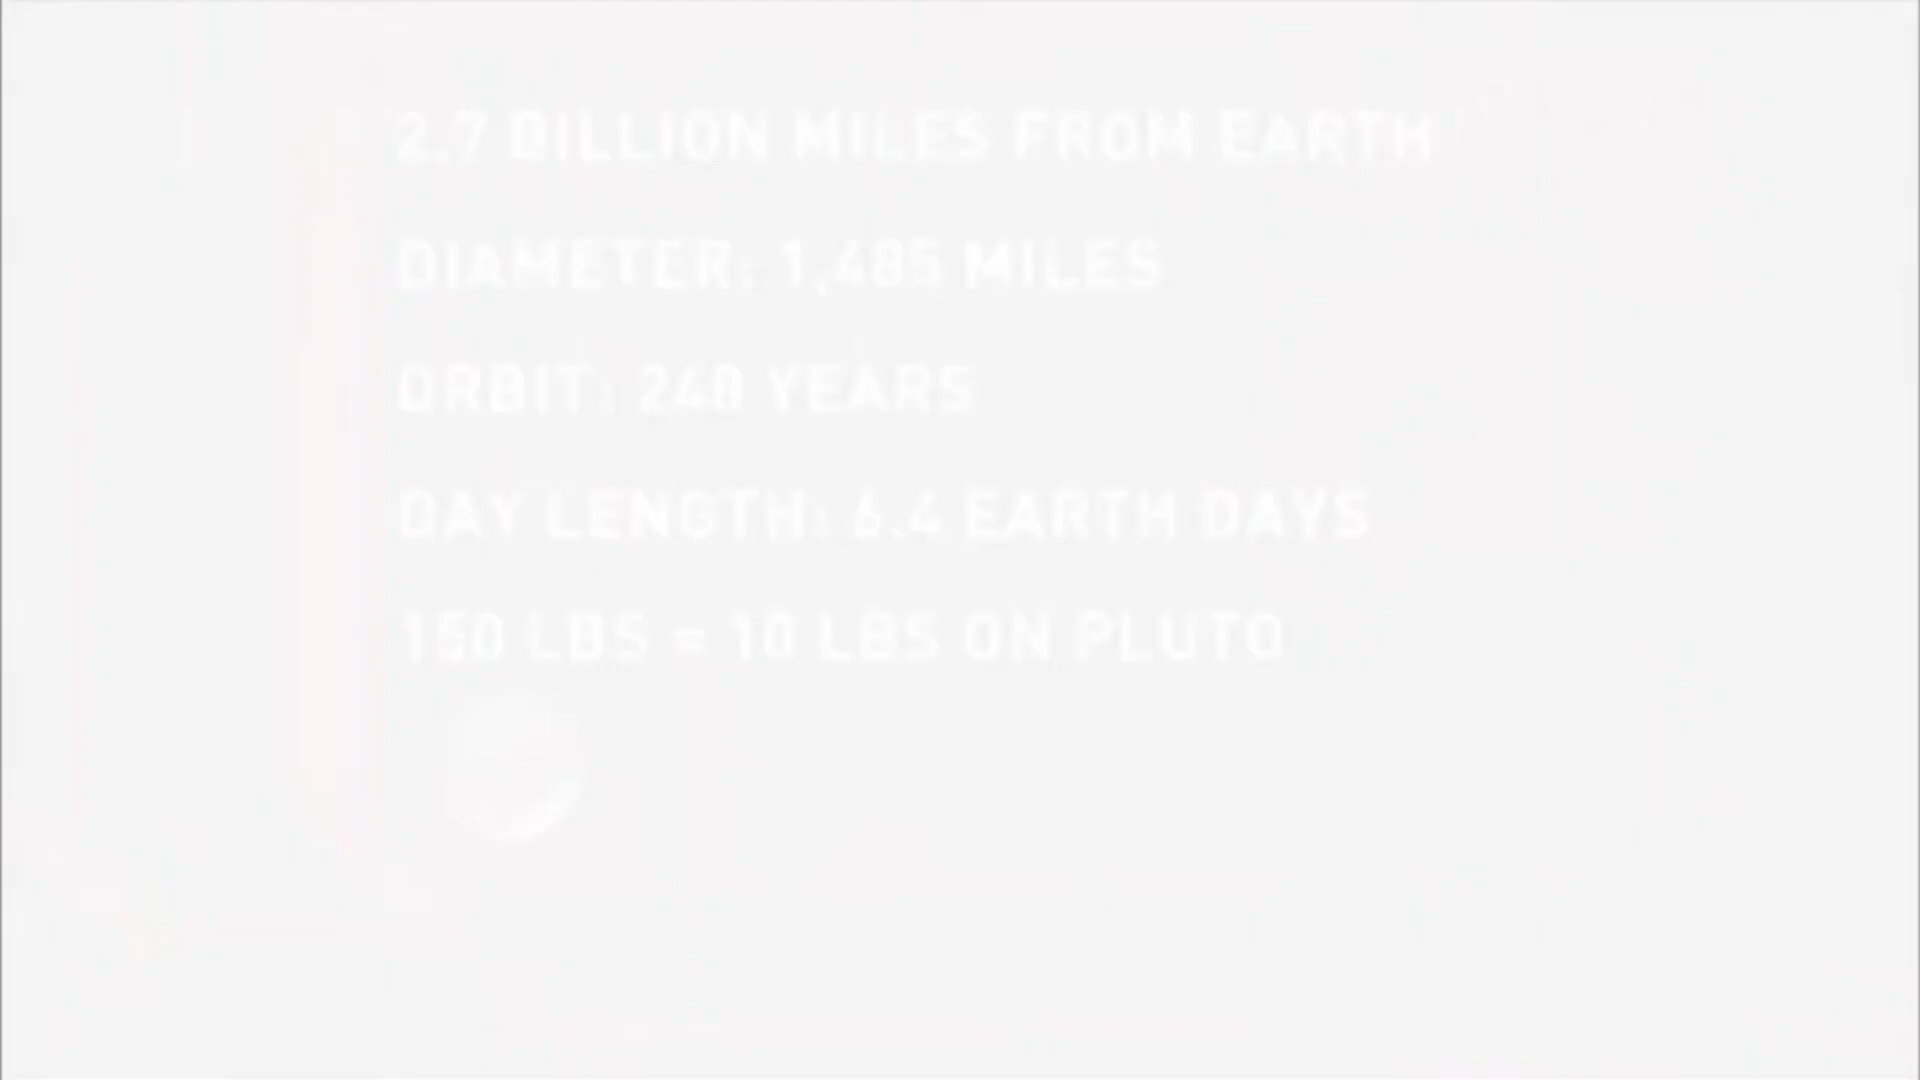 2.7 BILLION MILES FROM EARTH
DIAMETER: 1,485 MILES
ORBIT: 248 YEARS
DAY LENGTH: 6.4 EARTH DAYS
150 LBS = 10 LBS ON PLUTO